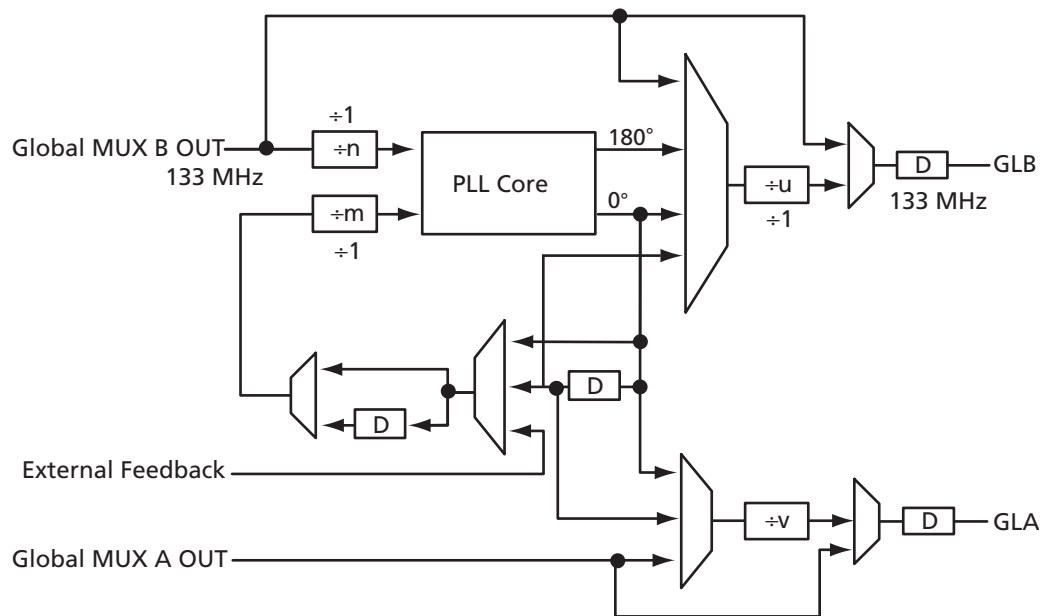 ÷1
Global MUX B OUT
÷n
133 MHz
PLL Core
180°
0°
÷m
÷1
÷u
÷1
D
GLB
133 MHz
D
D
External Feedback
÷v
D
GLA
Global MUX A OUT